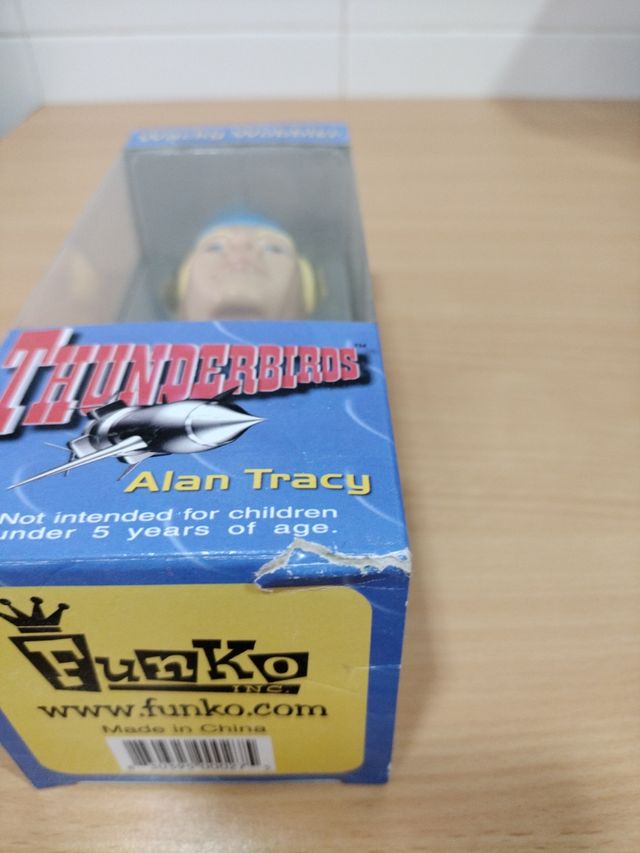 THUNDERBIRDS™
Alan Tracy
Not intended for children
under 5 years of age.
Funko
INC.
www.funko.com
Made in China